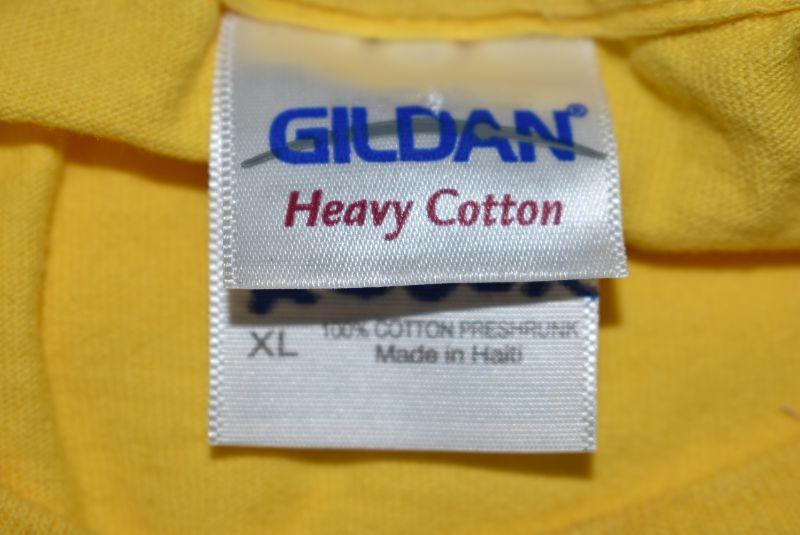 GILDAN®
Heavy Cotton
XL 100% COTTON PRESHRUNK
Made in Haiti